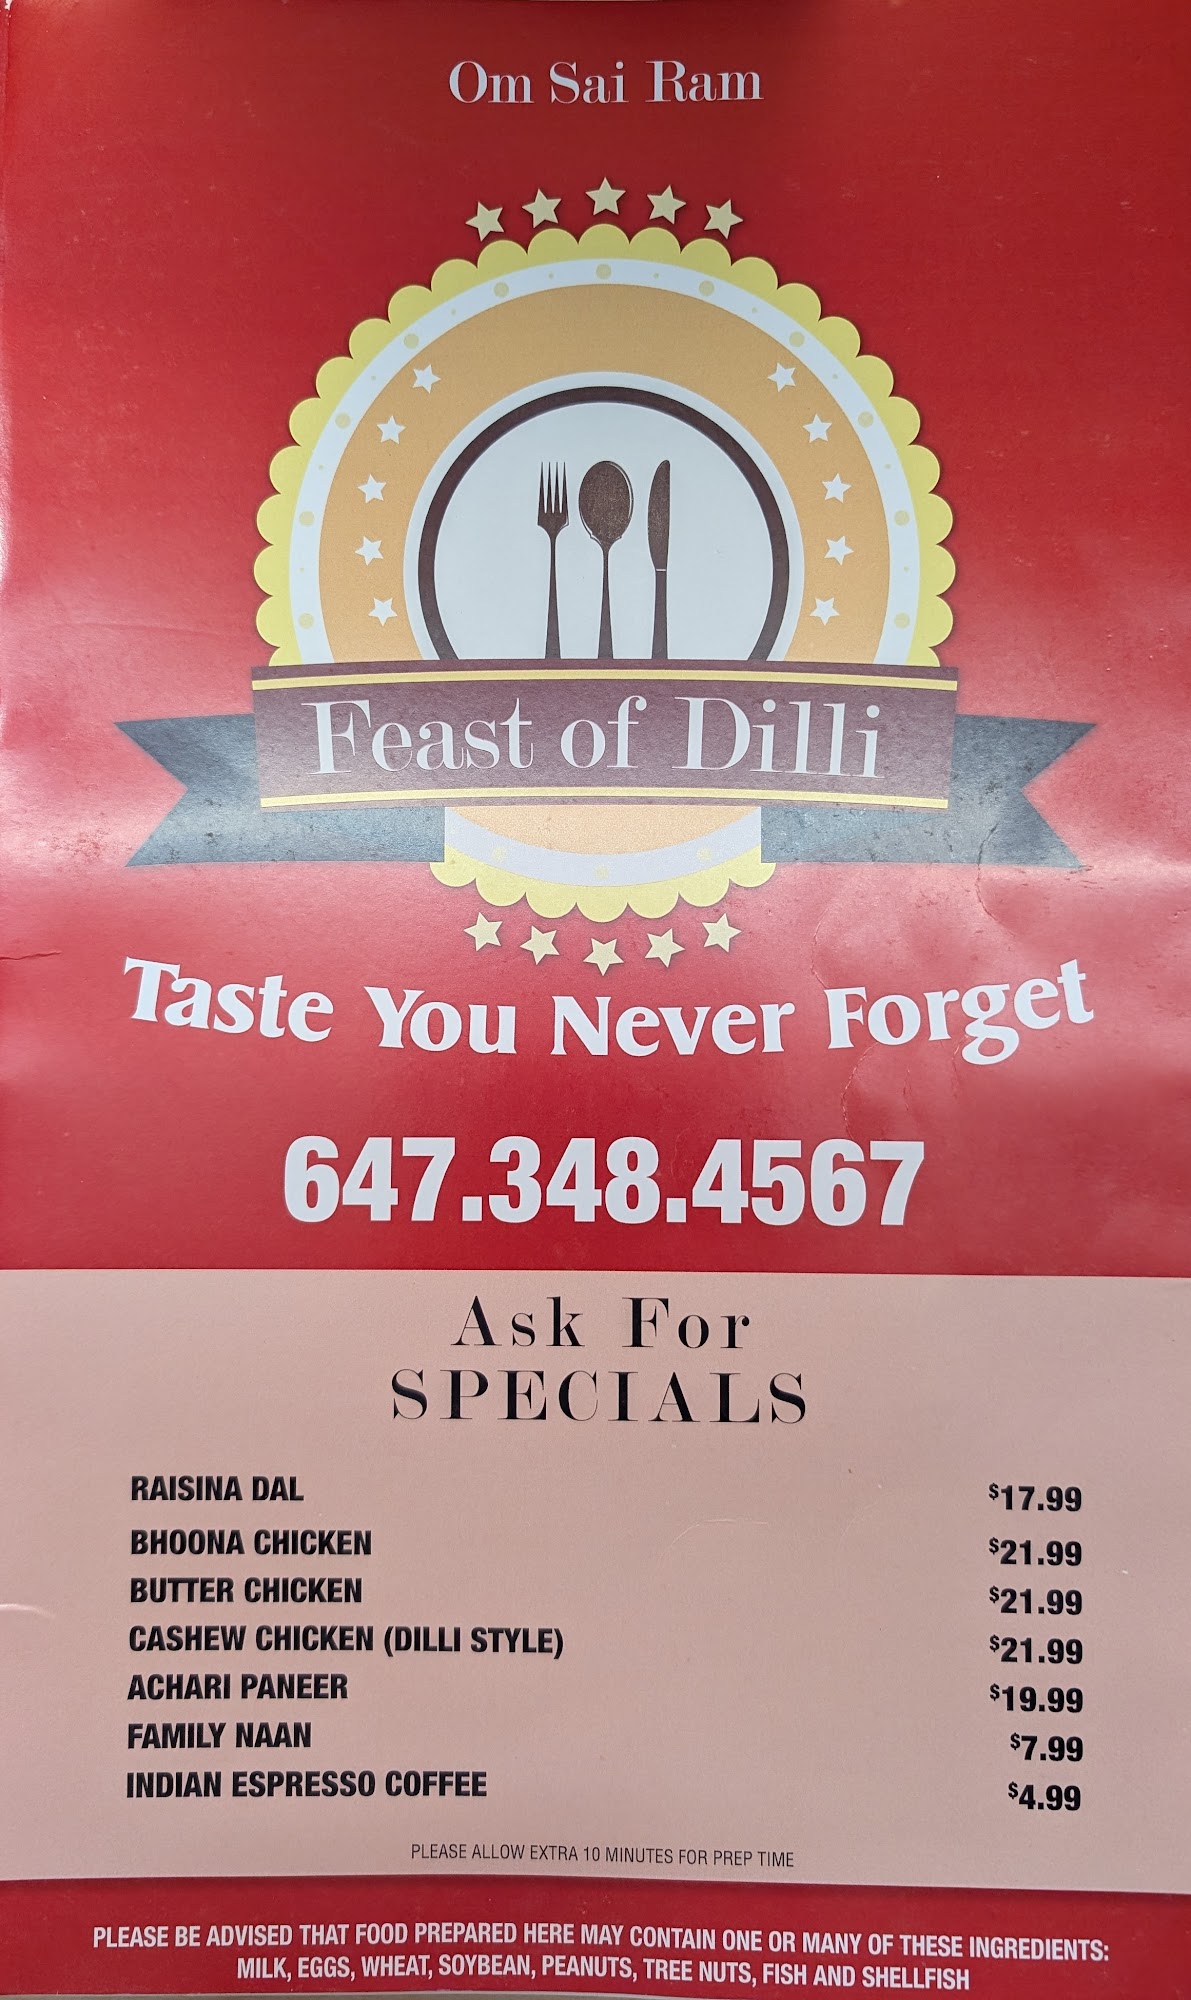 Om Sai Ram
Feast of Dilli
Taste You Never Forget
647.348.4567
Ask For
SPECIALS
RAISINA DAL $17.99
BHOONA CHICKEN $21.99
BUTTER CHICKEN $21.99
CASHEW CHICKEN (DILLI STYLE) $21.99
ACHARI PANEER $19.99
FAMILY NAAN $7.99
INDIAN ESPRESSO COFFEE $4.99
PLEASE ALLOW EXTRA 10 MINUTES FOR PREP TIME
PLEASE BE ADVISED THAT FOOD PREPARED HERE MAY CONTAIN ONE OR MANY OF THESE INGREDIENTS:
MILK, EGGS, WHEAT, SOYBEAN, PEANUTS, TREE NUTS, FISH AND SHELLFISH